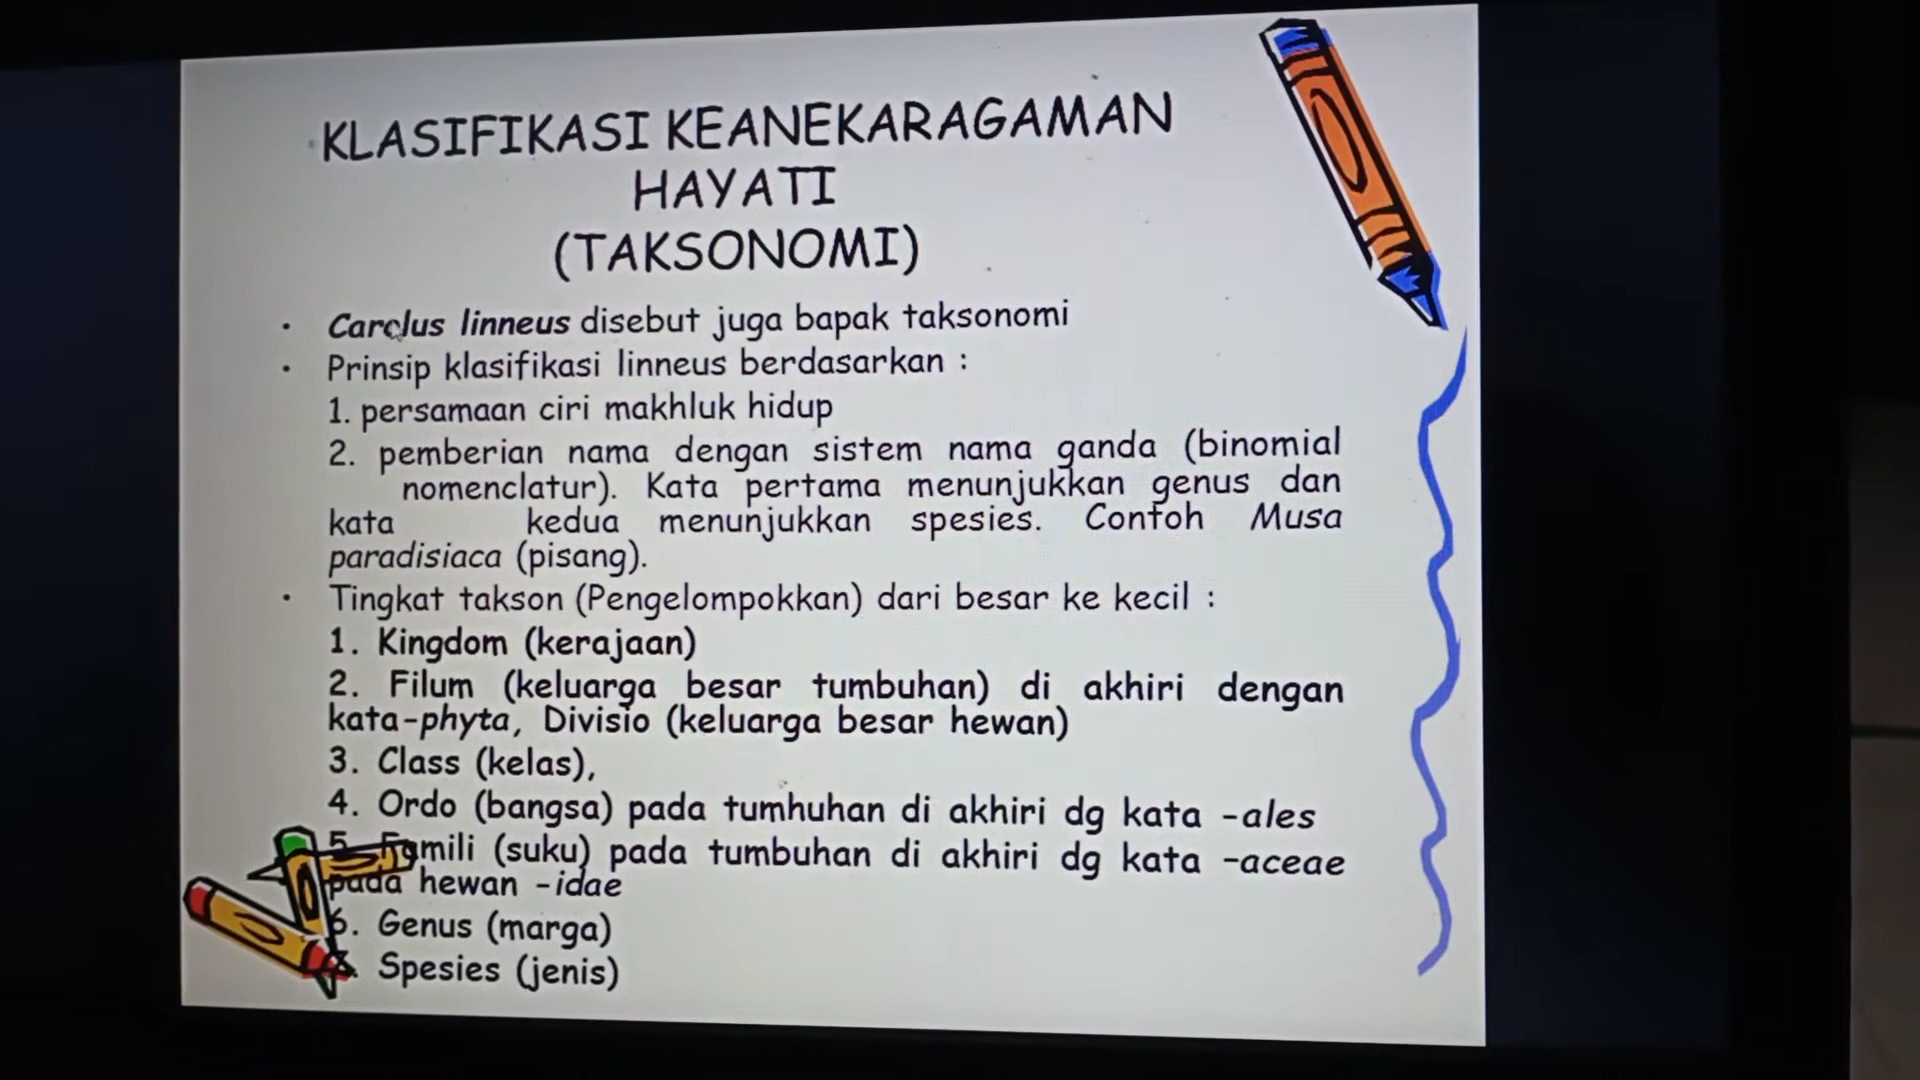 KLASIFIKASI KEANEKARAGAMAN
HAYATI
(TAKSONOMI)
• Carolus linneus disebut juga bapak taksonomi
• Prinsip klasifikasi linneus berdasarkan :
1. persamaan ciri makhluk hidup
2. pemberian nama dengan sistem nama ganda (binomial
nomenclatur). Kata pertama menunjukkan genus dan
kata kedua menunjukkan spesies. Contoh Musa
paradisiaca (pisang).
• Tingkat takson (Pengelompokkan) dari besar ke kecil :
1. Kingdom (kerajaan)
2. Filum (keluarga besar tumbuhan) di akhiri dengan
kata-phyta, Divisio (keluarga besar hewan)
3. Class (kelas),
4. Ordo (bangsa) pada tumhuhan di akhiri dg kata -ales
5. Famili (suku) pada tumbuhan di akhiri dg kata -aceae
pada hewan -idae
6. Genus (marga)
7. Spesies (jenis)